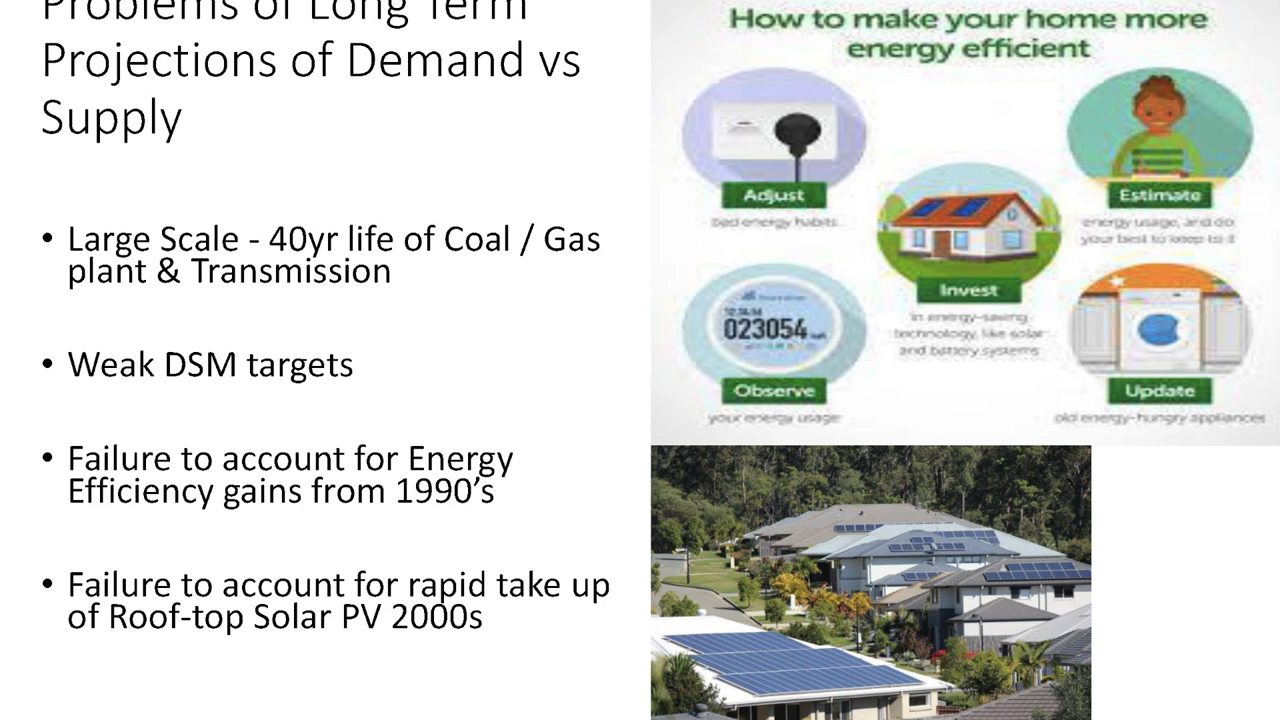 Problems of Long Term
Projections of Demand vs
Supply
• Large Scale - 40yr life of Coal / Gas
plant & Transmission
• Weak DSM targets
• Failure to account for Energy
Efficiency gains from 1990’s
• Failure to account for rapid take up
of Roof-top Solar PV 2000s
How to make your home more
energy efficient
Adjust
bad energy habits
Estimate
energy usage, and do
your best to keep to it
Invest
in energy-saving
technology, like solar
and battery systems
023054
Observe
your energy usage
Update
old energy-hungry appliances